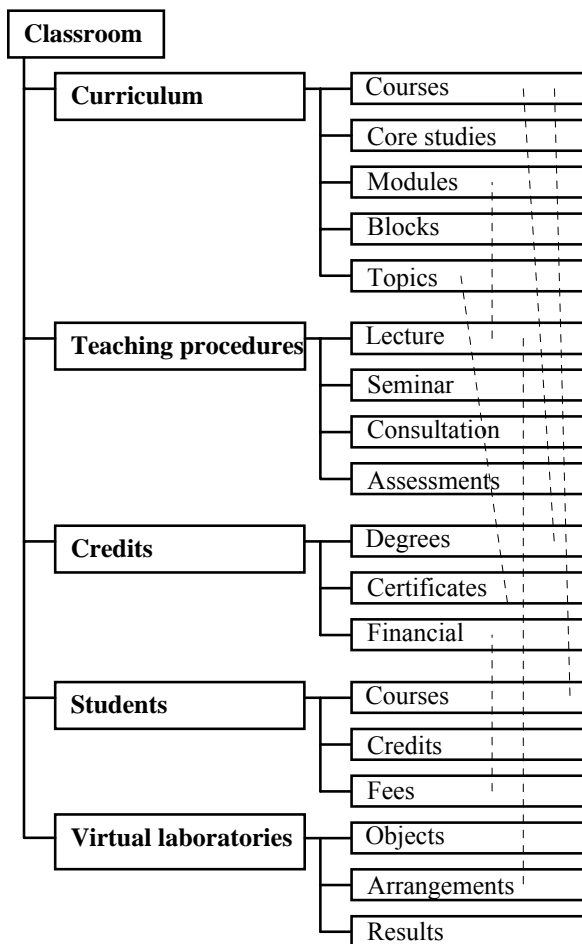 Classroom
Curriculum
Courses
Core studies
Modules
Blocks
Topics
Teaching procedures
Lecture
Seminar
Consultation
Assessments
Credits
Degrees
Certificates
Financial
Students
Courses
Credits
Fees
Virtual laboratories
Objects
Arrangements
Results